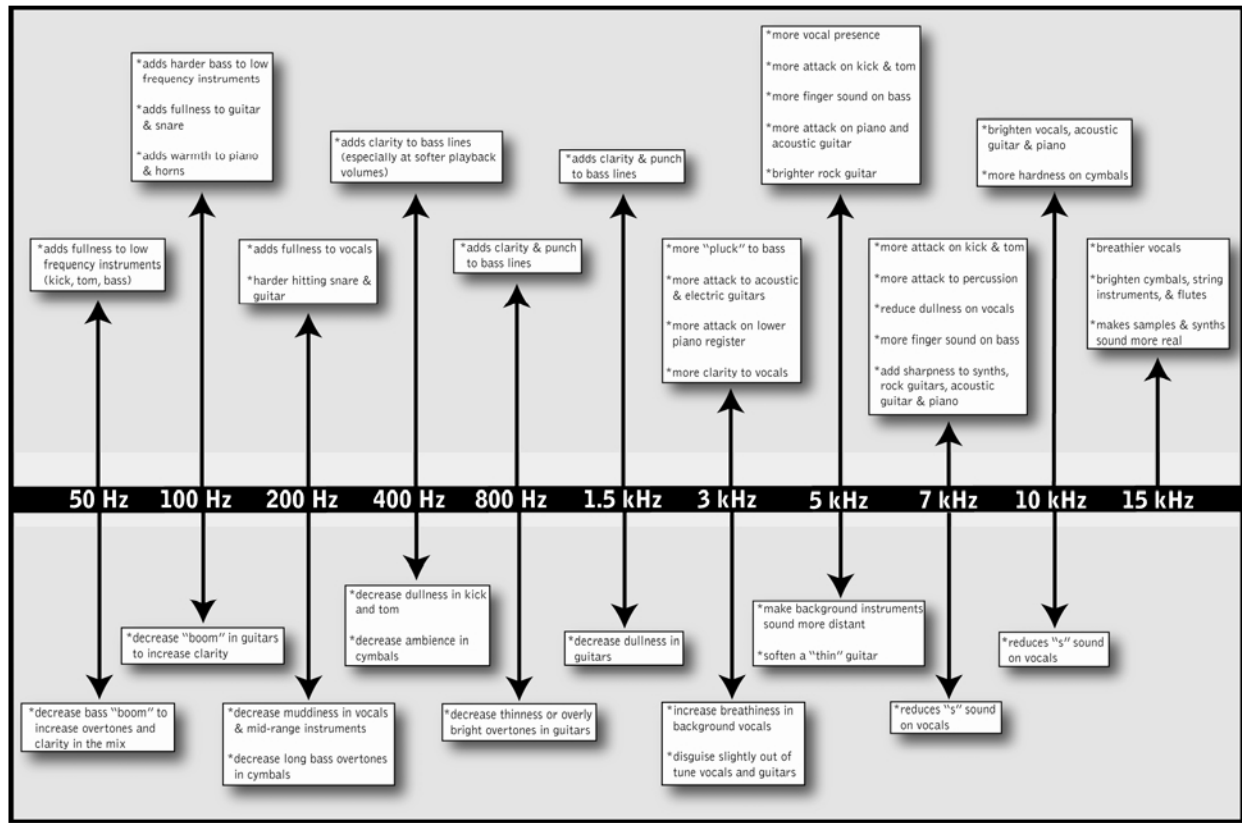 *adds fullness to low
frequency instruments
(kick, tom, bass)
*adds harder bass to low
frequency instruments
*adds fullness to guitar
& snare
*adds warmth to piano
& horns
*adds fullness to vocals
*harder hitting snare &
guitar
*adds clarity to bass lines
(especially at softer playback
volumes)
*adds clarity & punch
to bass lines
*adds clarity & punch
to bass lines
*more "pluck" to bass
*more attack to acoustic
& electric guitars
*more attack on lower
piano register
*more clarity to vocals
*more vocal presence
*more attack on kick & tom
*more finger sound on bass
*more attack on piano and
acoustic guitar
*brighter rock guitar
*more attack on kick & tom
*more attack to percussion
*reduce dullness on vocals
*more finger sound on bass
*add sharpness to synths,
rock guitars, acoustic
guitar & piano
*brighten vocals, acoustic
guitar & piano
*more hardness on cymbals
*breathier vocals
*brighten cymbals, string
instruments, & flutes
*makes samples & synths
sound more real
50 Hz 100 Hz 200 Hz 400 Hz 800 Hz 1.5 kHz 3 kHz 5 kHz 7 kHz 10 kHz 15 kHz
*decrease bass "boom" to
increase overtones and
clarity in the mix
*decrease "boom" in guitars
to increase clarity
*decrease muddiness in vocals
& mid-range instruments
*decrease long bass overtones
in cymbals
*decrease dullness in kick
and tom
*decrease ambience in
cymbals
*decrease thinness or overly
bright overtones in guitars
*decrease dullness in
guitars
*increase breathiness in
background vocals
*disguise slightly out of
tune vocals and guitars
*make background instruments
sound more distant
*soften a "thin" guitar
*reduces "s" sound
on vocals
*reduces "s" sound
on vocals